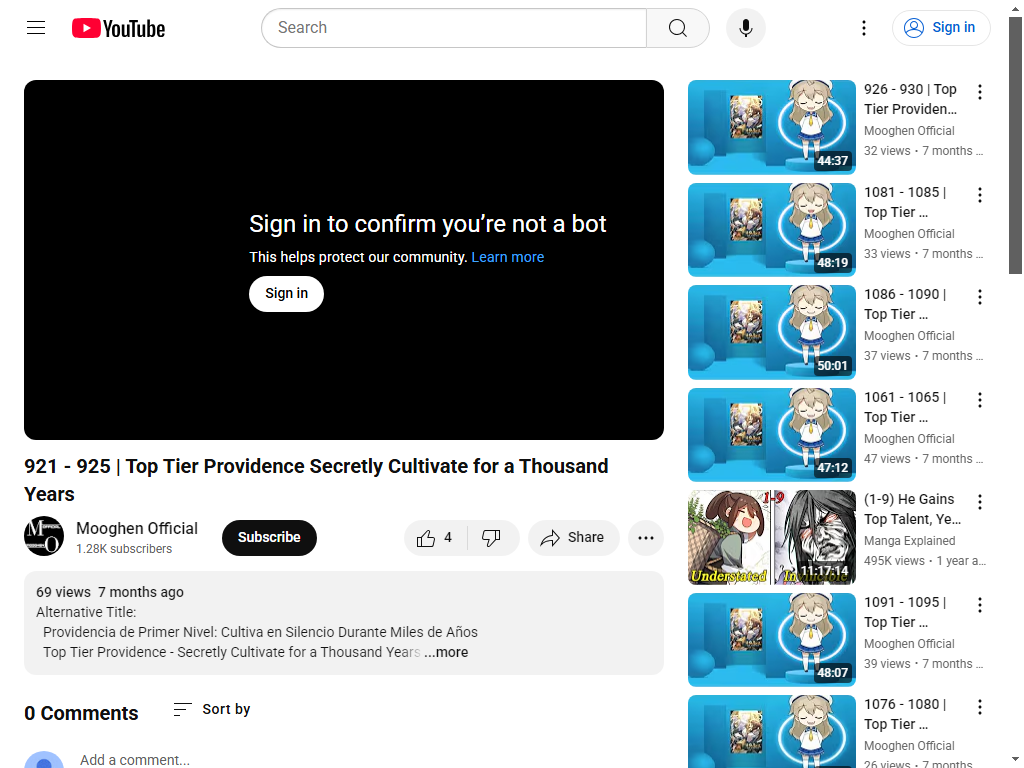 YouTube
Search
Sign in
Sign in to confirm you’re not a bot
This helps protect our community. Learn more
Sign in
921 - 925 | Top Tier Providence Secretly Cultivate for a Thousand
Years
Mooghen Official
1.28K subscribers
Subscribe
4
Share
69 views 7 months ago
Alternative Title:
Providencia de Primer Nivel: Cultiva en Silencio Durante Miles de Años
Top Tier Providence - Secretly Cultivate for a Thousand Years ...more
0 Comments
Sort by
Add a comment...
44:37
926 - 930 | Top
Tier Providen…
Mooghen Official
32 views • 7 months …
48:19
1081 - 1085 |
Top Tier …
Mooghen Official
33 views • 7 months …
50:01
1086 - 1090 |
Top Tier …
Mooghen Official
37 views • 7 months …
47:12
1061 - 1065 |
Top Tier …
Mooghen Official
47 views • 7 months …
1-9
Understated
11:17:14
(1-9) He Gains
Top Talent, Ye…
Manga Explained
495K views • 1 year a…
48:07
1091 - 1095 |
Top Tier …
Mooghen Official
39 views • 7 months …
1076 - 1080 |
Top Tier …
Mooghen Official
26 views • 7 months …